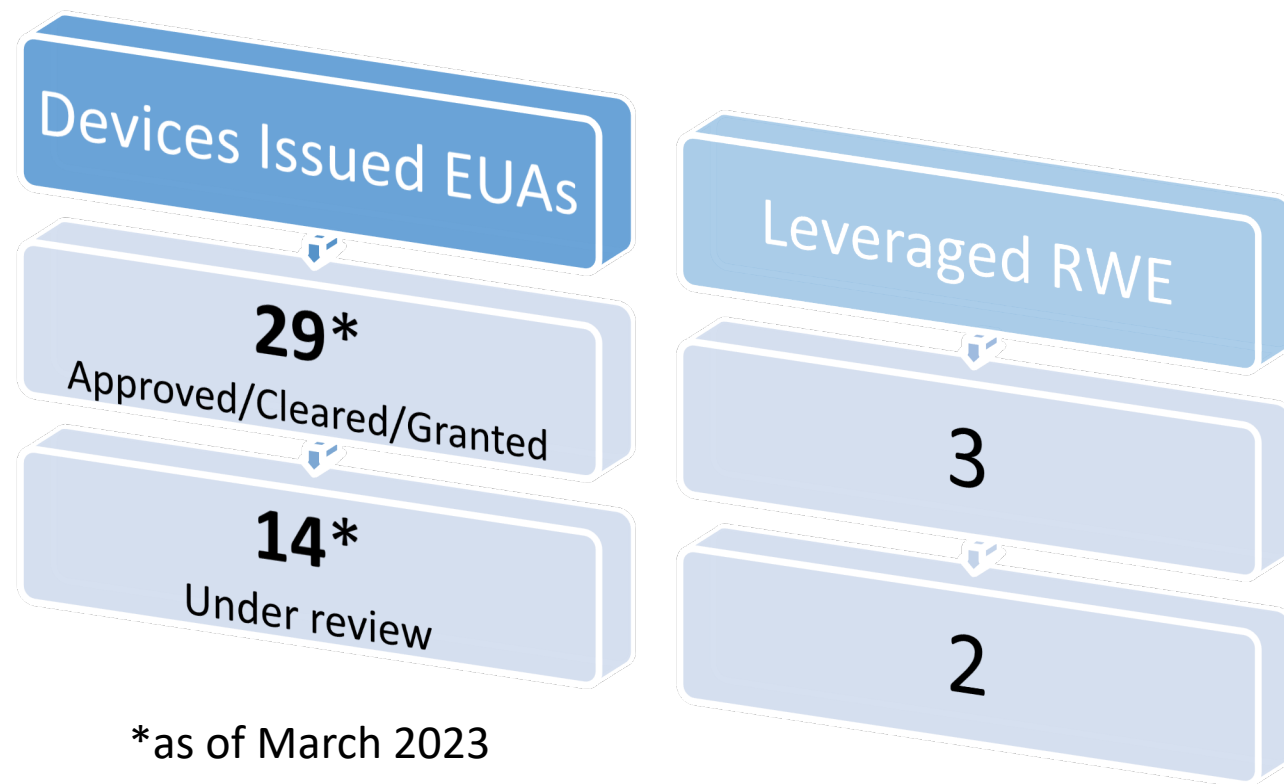 Devices Issued EUAs
29*
Approved/Cleared/Granted
14*
Under review
*as of March 2023
Leveraged RWE
3
2